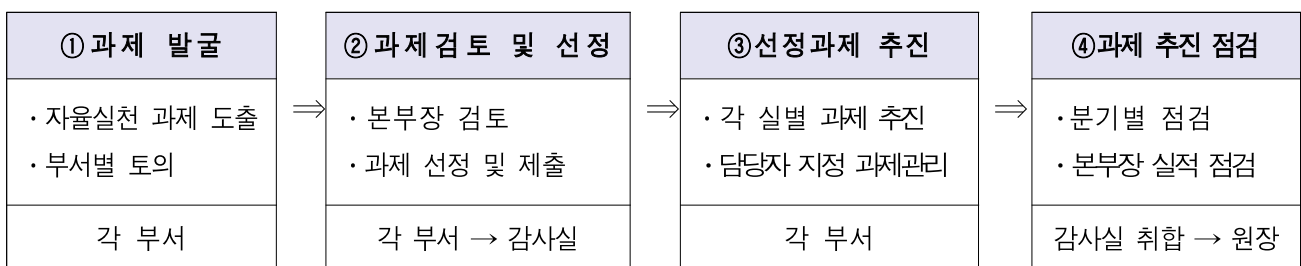 ①과제 발굴
· 자율실천 과제 도출
· 부서별 토의
각 부서
⇒
②과제검토 및 선정
· 본부장 검토
· 과제 선정 및 제출
각 부서 → 감사실
⇒
③선정과제 추진
· 각 실별 과제 추진
· 담당자 지정 과제관리
각 부서
⇒
④과제 추진 점검
· 분기별 점검
· 본부장 실적 점검
감사실 취합 → 원장